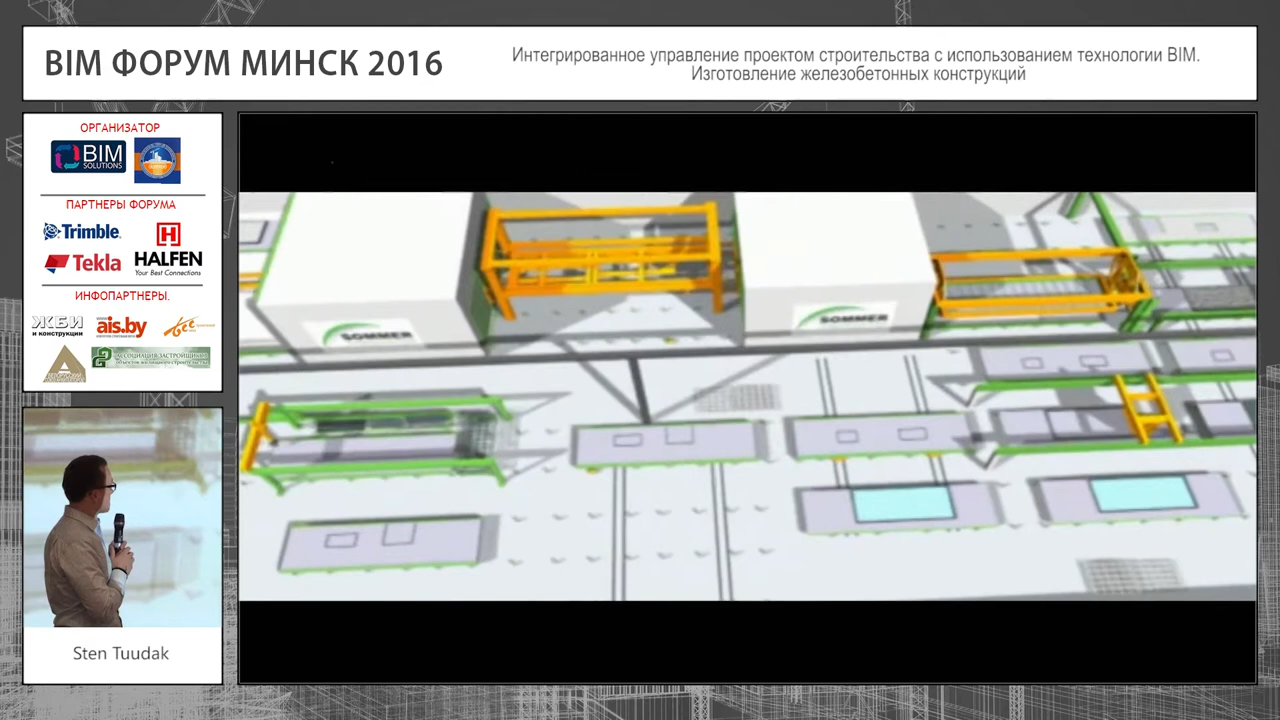 BIM ФОРУМ МИНСК 2016
Интегрированное управление проектом строительства с использованием технологии BIM.
Изготовление железобетонных конструкций
ОРГАНИЗАТОР
BIM
SOLUTIONS
ПАРТНЕРЫ ФОРУМА
Trimble
H
Tekla
HALFEN
Your Best Connections
ИНФОПАРТНЕРЫ.
ЖБИ
и конструкции
ais.by
АССОЦИАЦИЯ ЗАСТРОЙЩИКОВ
SOMMER
SOMMER
Sten Tuudak